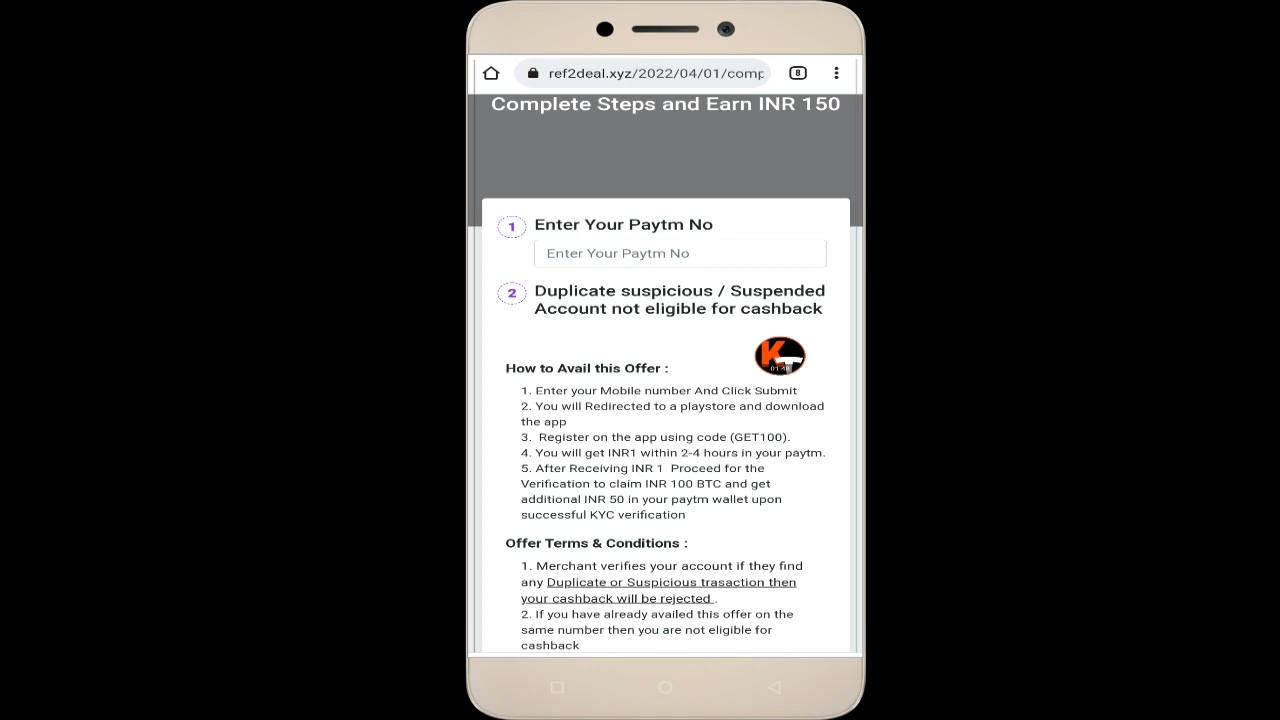 ref2deal.xyz/2022/04/01/comp
8
Complete Steps and Earn INR 150
1
Enter Your Paytm No
Enter Your Paytm No
2
Duplicate suspicious / Suspended
Account not eligible for cashback
KT
How to Avail this Offer :
1. Enter your Mobile number And Click Submit
2. You will Redirected to a playstore and download
the app
3. Register on the app using code (GET100).
4. You will get INR1 within 2-4 hours in your paytm.
5. After Receiving INR 1 Proceed for the
Verification to claim INR 100 BTC and get
additional INR 50 in your paytm wallet upon
successful KYC verification
Offer Terms & Conditions :
1. Merchant verifies your account if they find
any Duplicate or Suspicious trasaction then
your cashback will be rejected .
2. If you have already availed this offer on the
same number then you are not eligible for
cashback